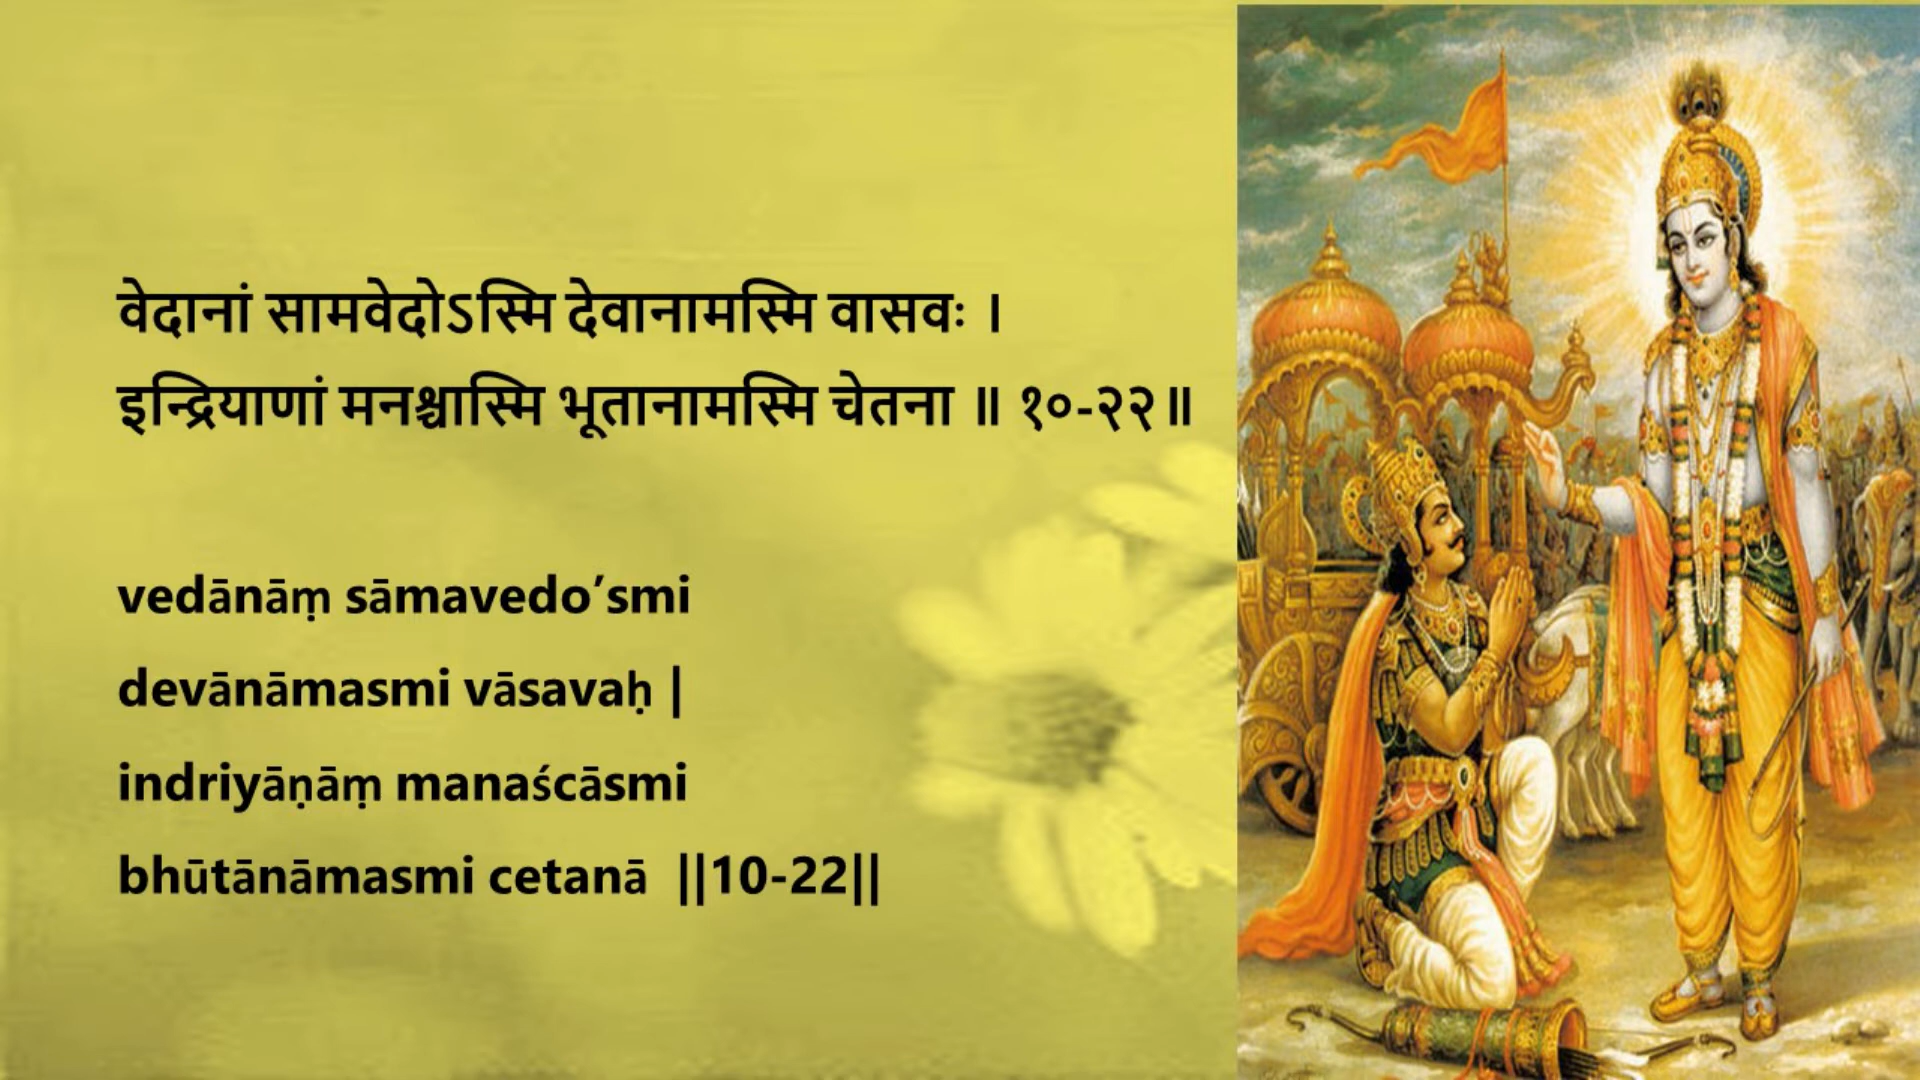 वेदानां सामवेदोऽस्मि देवानामस्मि वासवः ।
इन्द्रियाणां मनश्चास्मि भूतानामस्मि चेतना ॥ १०-२२॥
vedānāṃ sāmavedo’smi
devānāmasmi vāsavaḥ |
indriyāṇāṃ manaścāsmi
bhūtānāmasmi cetanā ||10-22||